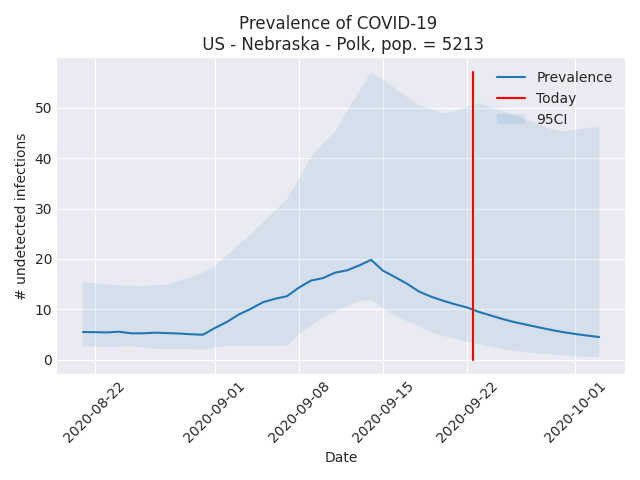 Prevalence of COVID-19
US - Nebraska - Polk, pop. = 5213
Prevalence
Today
95CI
# undetected infections
50
40
30
20
10
0
2020-08-22
2020-09-01
2020-09-08
2020-09-15
2020-09-22
2020-10-01
Date